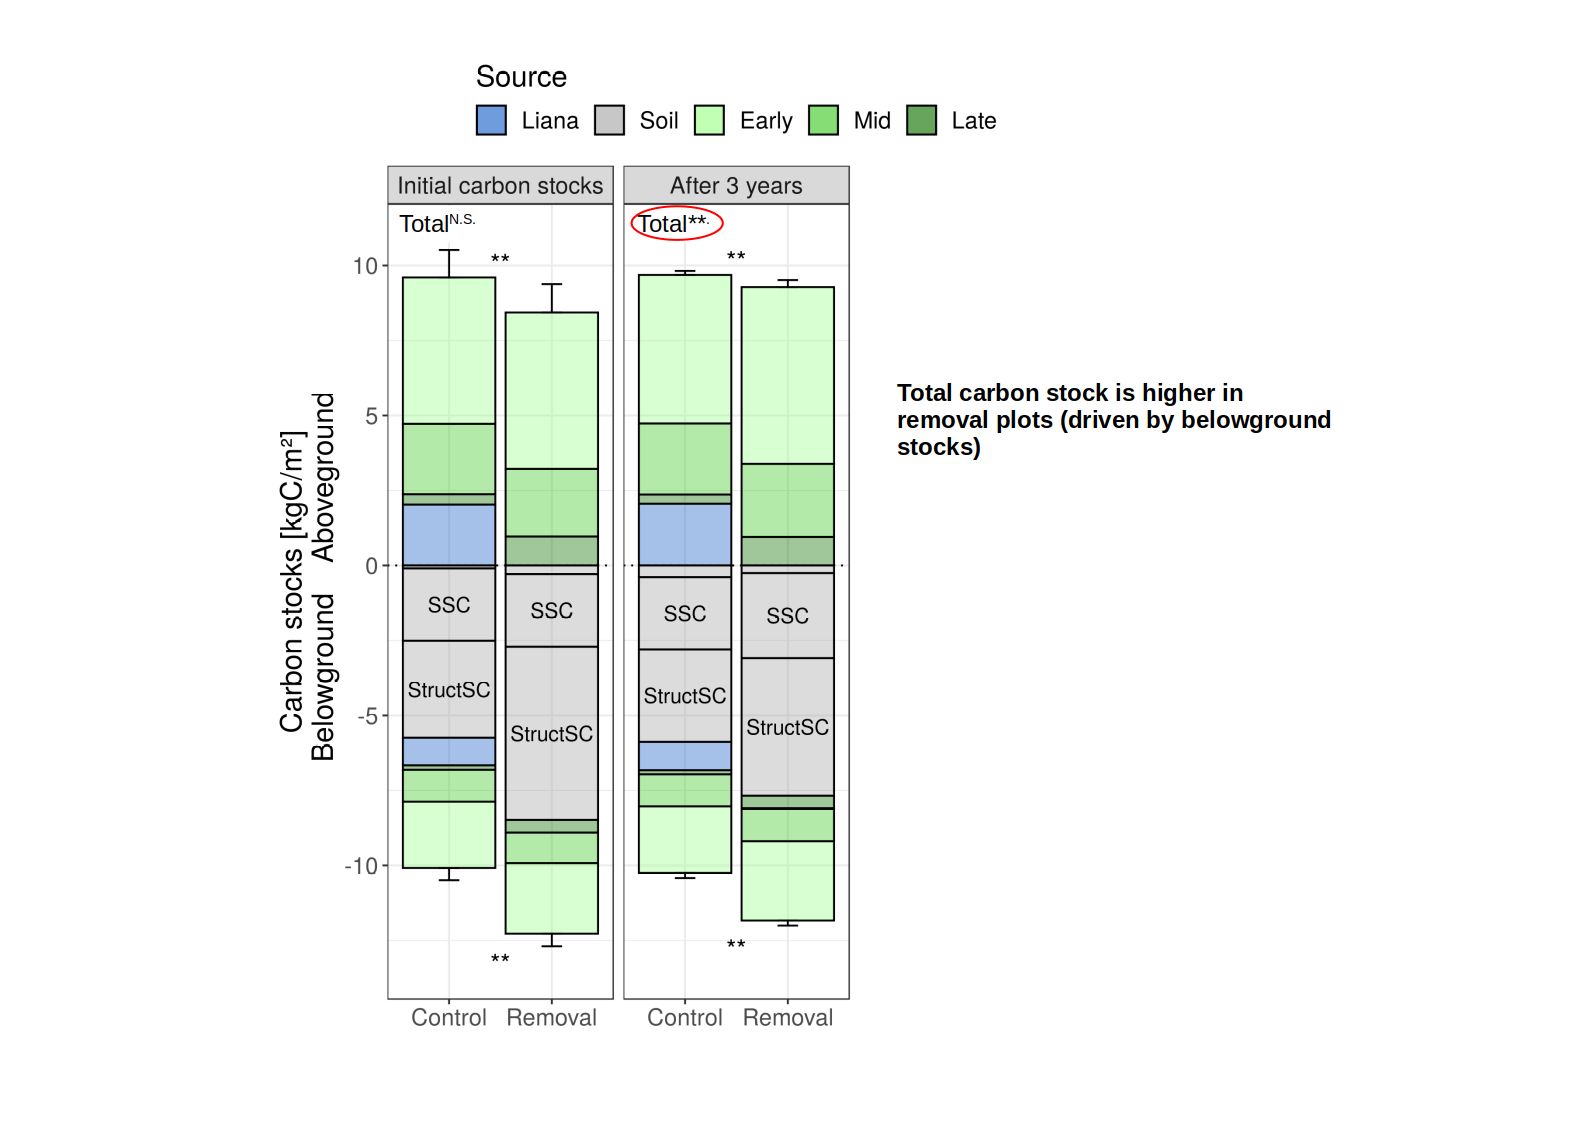 Source
Liana Soil Early Mid Late
Initial carbon stocks
After 3 years
Total^N.S.
Total**.
**
**
10
5
0
-5
-10
Carbon stocks [kgC/m²]
Belowground Aboveground
SSC
SSC
SSC
SSC
StructSC
StructSC
StructSC
StructSC
**
**
Control Removal
Control Removal
Total carbon stock is higher in
removal plots (driven by belowground
stocks)